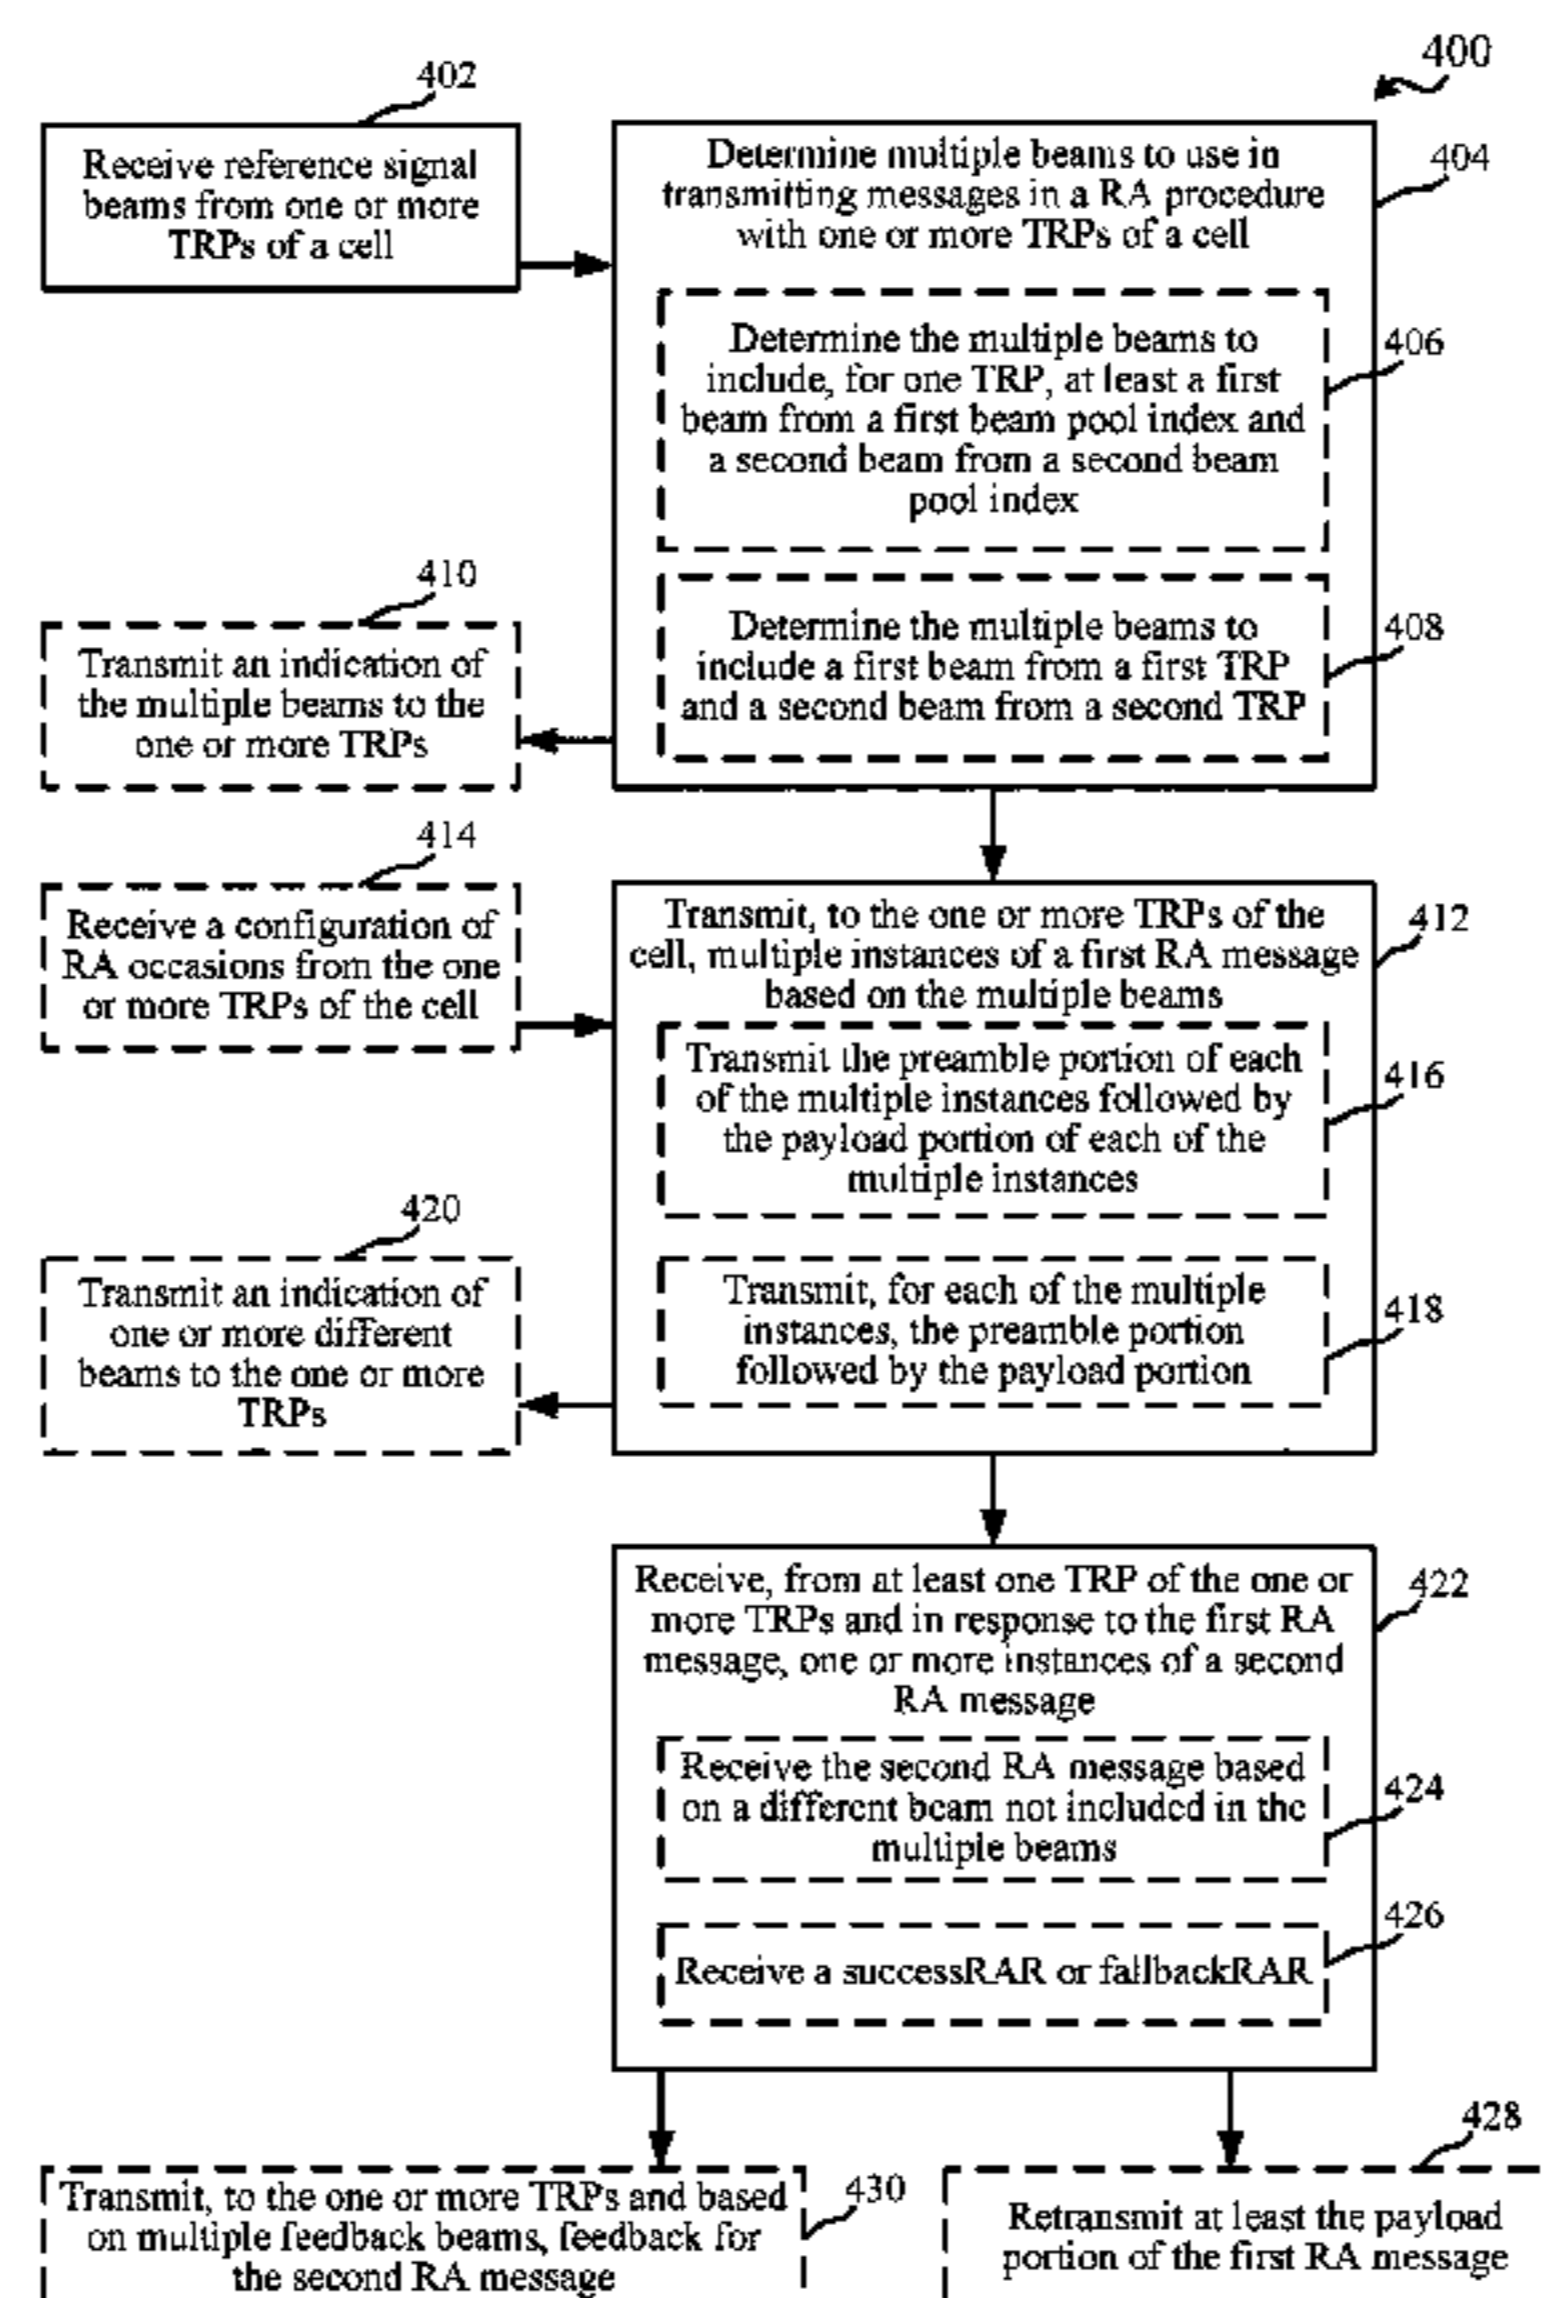 400
402
Receive reference signal
beams from one or more
TRPs of a cell
404
Determine multiple beams to use in
transmitting messages in a RA procedure
with one or more TRPs of a cell
406
Determine the multiple beams to
include, for one TRP, at least a first
beam from a first beam pool index and
a second beam from a second beam
pool index
408
Determine the multiple beams to
include a first beam from a first TRP
and a second beam from a second TRP
410
Transmit an indication of
the multiple beams to the
one or more TRPs
414
Receive a configuration of
RA occasions from the one
or more TRPs of the cell
412
Transmit, to the one or more TRPs of the
cell, multiple instances of a first RA message
based on the multiple beams
416
Transmit the preamble portion of each
of the multiple instances followed by
the payload portion of each of the
multiple instances
418
Transmit, for each of the multiple
instances, the preamble portion
followed by the payload portion
420
Transmit an indication of
one or more different
beams to the one or more
TRPs
422
Receive, from at least one TRP of the one or
more TRPs and in response to the first RA
message, one or more instances of a second
RA message
424
Receive the second RA message based
on a different beam not included in the
multiple beams
426
Receive a successRAR or fallbackRAR
430
Transmit, to the one or more TRPs and based
on multiple feedback beams, feedback for
the second RA message
428
Retransmit at least the payload
portion of the first RA message